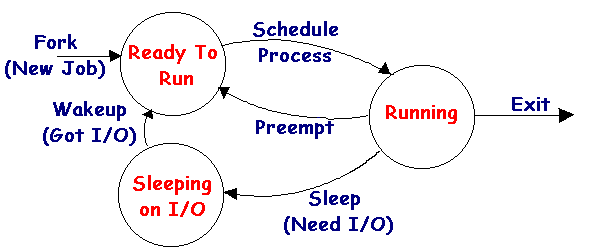 Fork
(New Job)
Ready To
Run
Schedule
Process
Running
Exit
Preempt
Wakeup
(Got I/O)
Sleeping
on I/O
Sleep
(Need I/O)